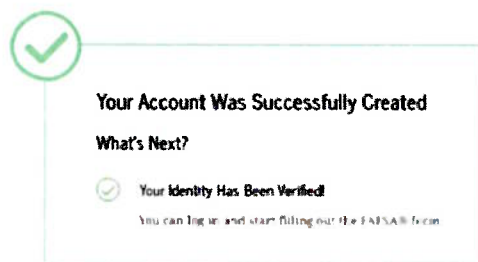 Your Account Was Successfully Created
What's Next?
Your Identity Has Been Verified!
You can log in and start filling out the FAFSA® form